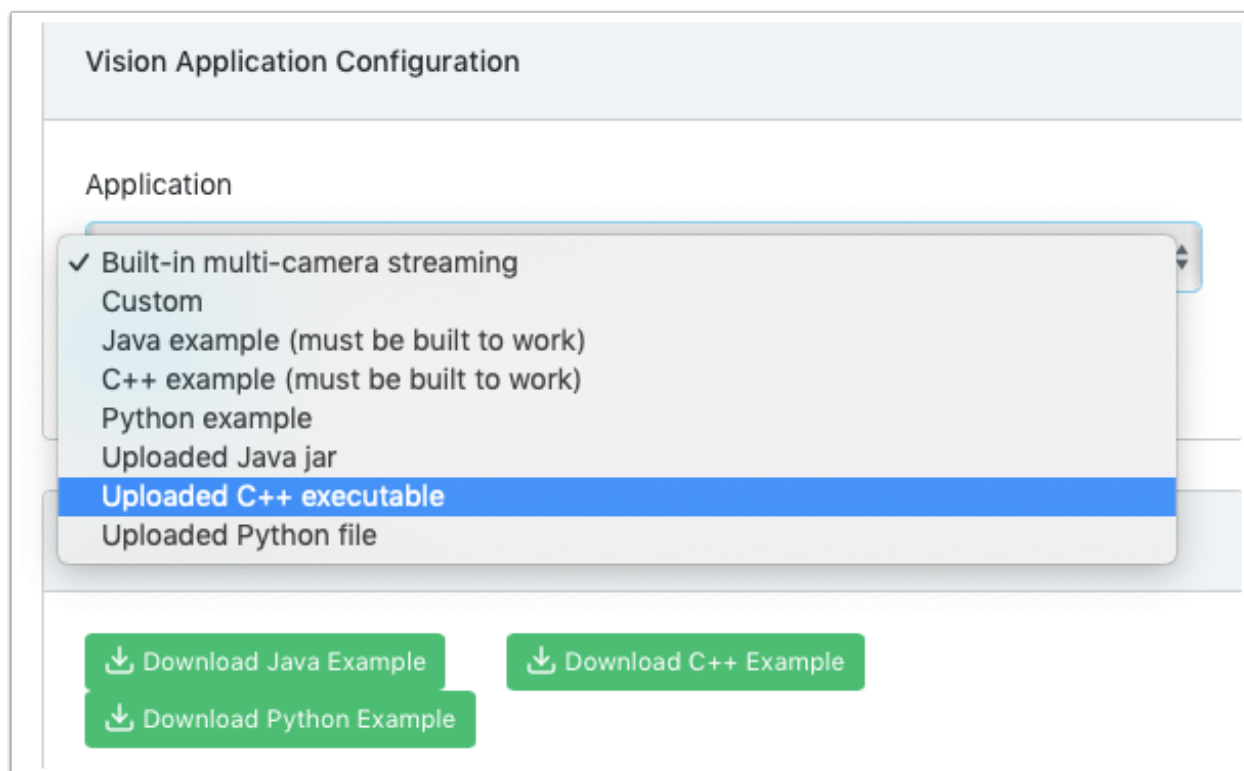 Vision Application Configuration
Application
✓ Built-in multi-camera streaming
Custom
Java example (must be built to work)
C++ example (must be built to work)
Python example
Uploaded Java jar
Uploaded C++ executable
Uploaded Python file
Download Java Example
Download C++ Example
Download Python Example